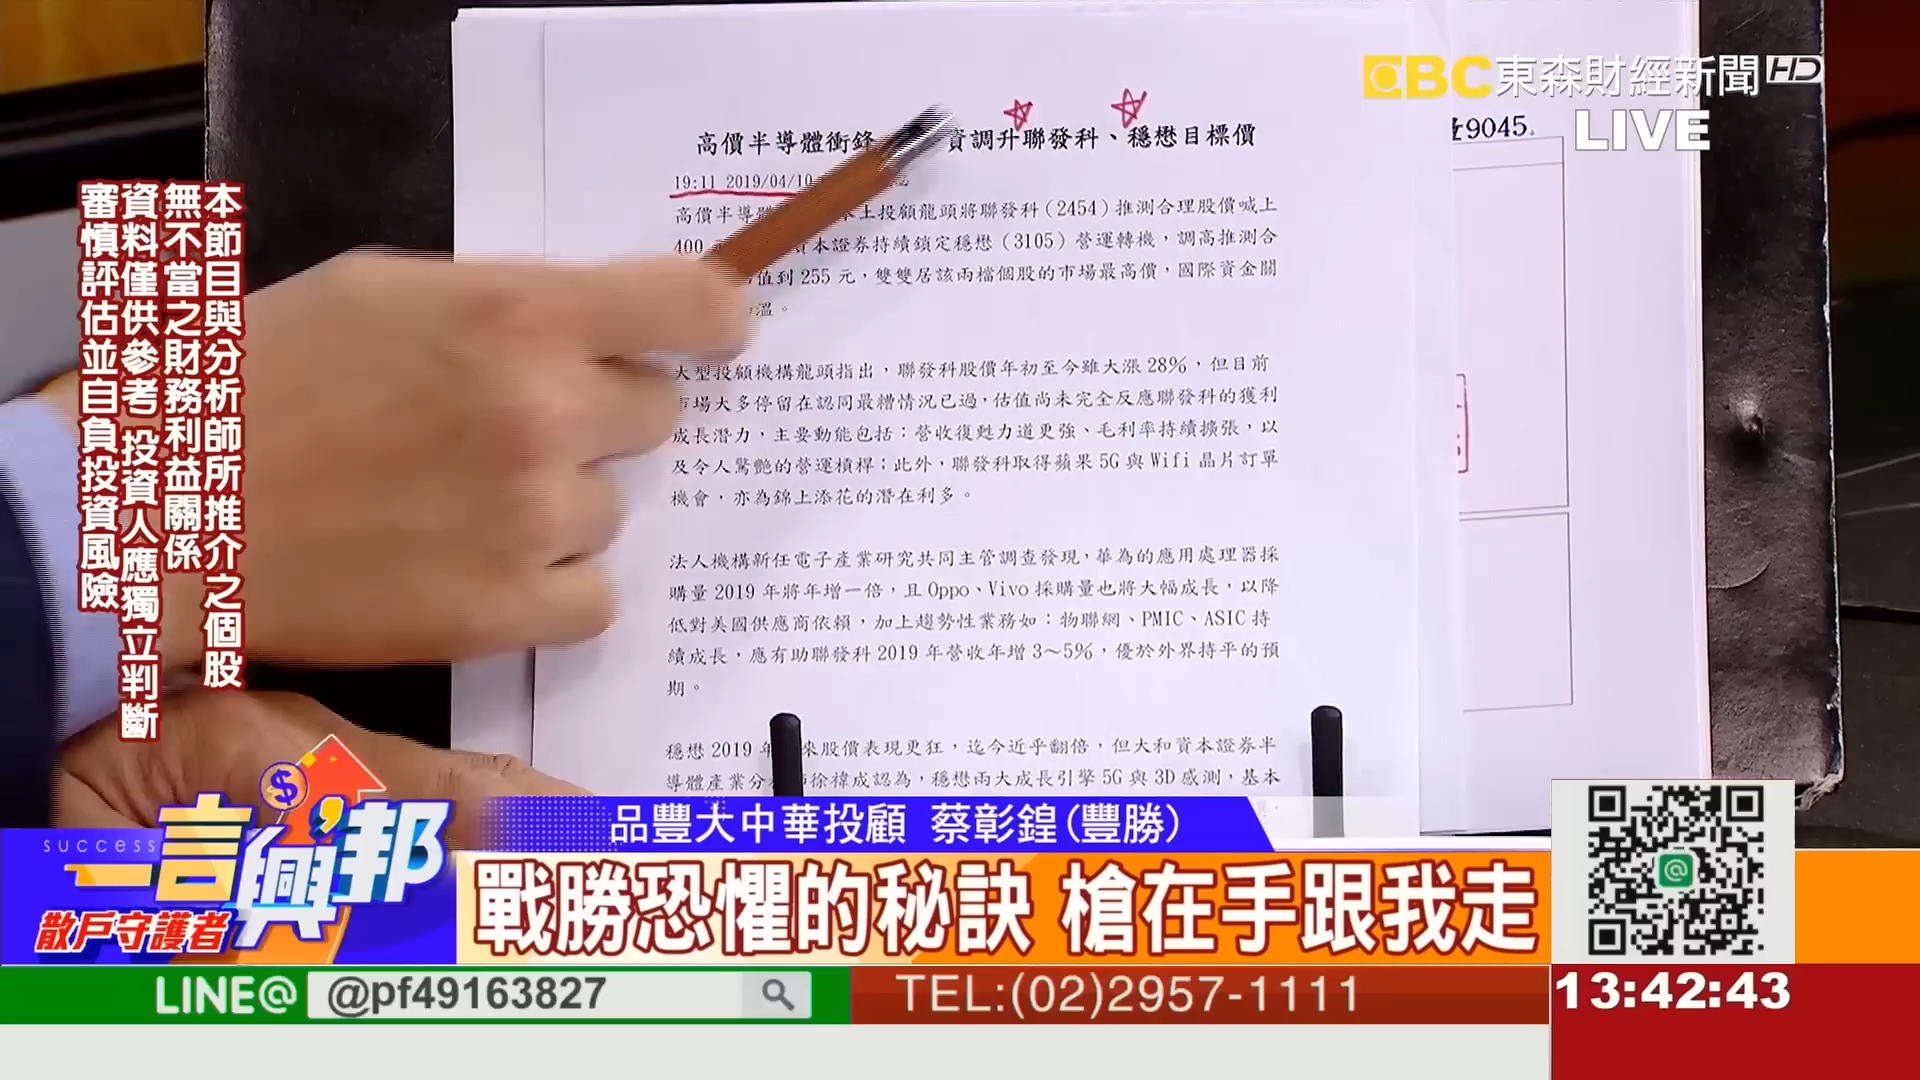 EBC東森財經新聞HD
LIVE
本節目與分析師所推介之個股
無不當之財務利益關係
資料僅供參考 投資人應獨立判斷
審慎評估並自負投資風險
9045。
高價半導體衝鋒 資調升聯發科、穩懋目標價
19:11 2019/04/10
高價半導 本土投顧龍頭將聯發科(2454)推測合理股價喊上
400 資本證券持續鎖定穩懋(3105)營運轉機,調高推測合
值到255元,雙雙居該兩檔個股的市場最高價,國際資金關
溫。
大型投顧機構龍頭指出,聯發科股價年初至今雖大漲28%,但目前
市場大多停留在認同最糟情況已過,估值尚未完全反應聯發科的獲利
成長潛力,主要動能包括:營收復甦力道更強、毛利率持續擴張,以
及令人驚艷的營運槓桿;此外,聯發科取得蘋果5G與Wifi晶片訂單
機會,亦為錦上添花的潛在利多。
法人機構新任電子產業研究共同主管調查發現,華為的應用處理器採
購量2019年將年增一倍,且Oppo、Vivo採購量也將大幅成長,以降
低對美國供應商依賴,加上趨勢性業務如:物聯網、PMIC、ASIC持
續成長,應有助聯發科2019年營收年增3~5%,優於外界持平的預
期。
穩懋2019年 來股價表現更狂,迄今近乎翻倍,但大和資本證券半
導體產業分 師徐禕成認為,穩懋兩大成長引擎5G與3D感測,基本
品豐大中華投顧 蔡彰鍠(豐勝)
success
一言興邦
散戶守護者
戰勝恐懼的秘訣 槍在手跟我走
LINE@ @pf49163827
TEL:(02)2957-1111
13:42:43